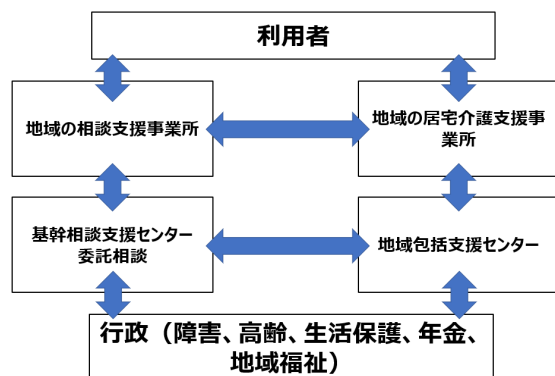 利用者
地域の相談支援事業所
地域の居宅介護支援事
業所
基幹相談支援センター
委託相談
地域包括支援センター
行政（障害、高齢、生活保護、年金、
地域福祉）